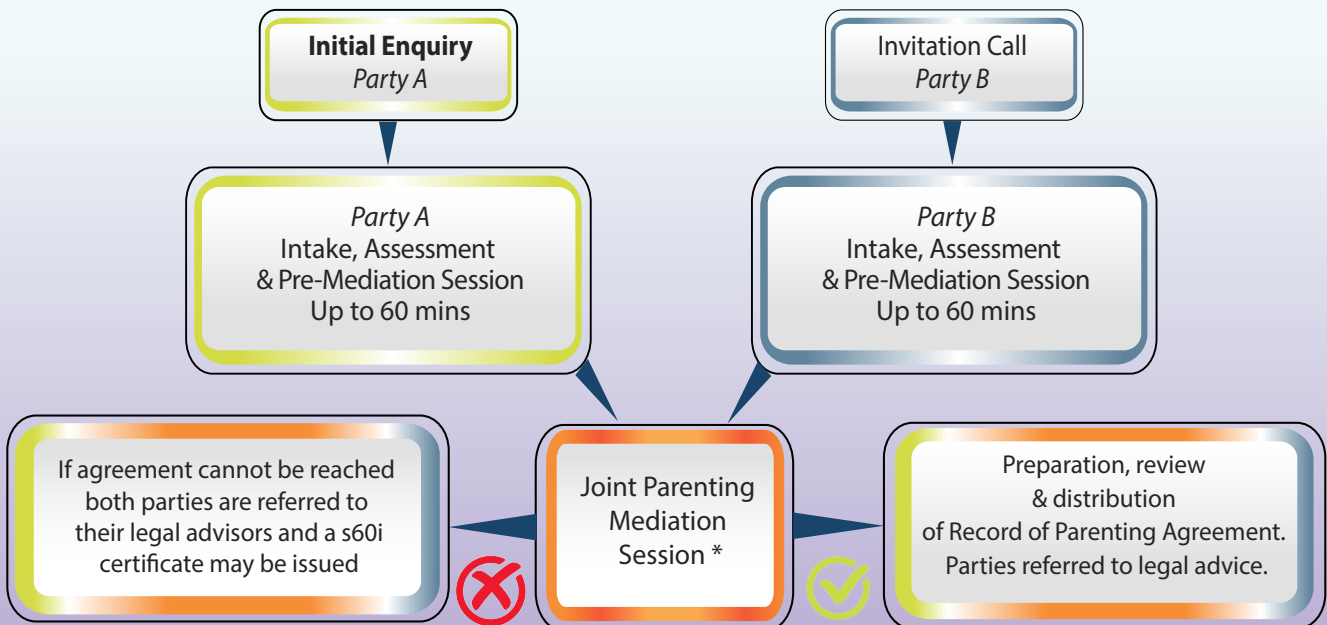 Initial Enquiry
Party A
Invitation Call
Party B
Party A
Intake, Assessment
& Pre-Mediation Session
Up to 60 mins
Party B
Intake, Assessment
& Pre-Mediation Session
Up to 60 mins
If agreement cannot be reached
both parties are referred to
their legal advisors and a s60i
certificate may be issued
Joint Parenting
Mediation
Session *
Preparation, review
& distribution
of Record of Parenting Agreement.
Parties referred to legal advice.